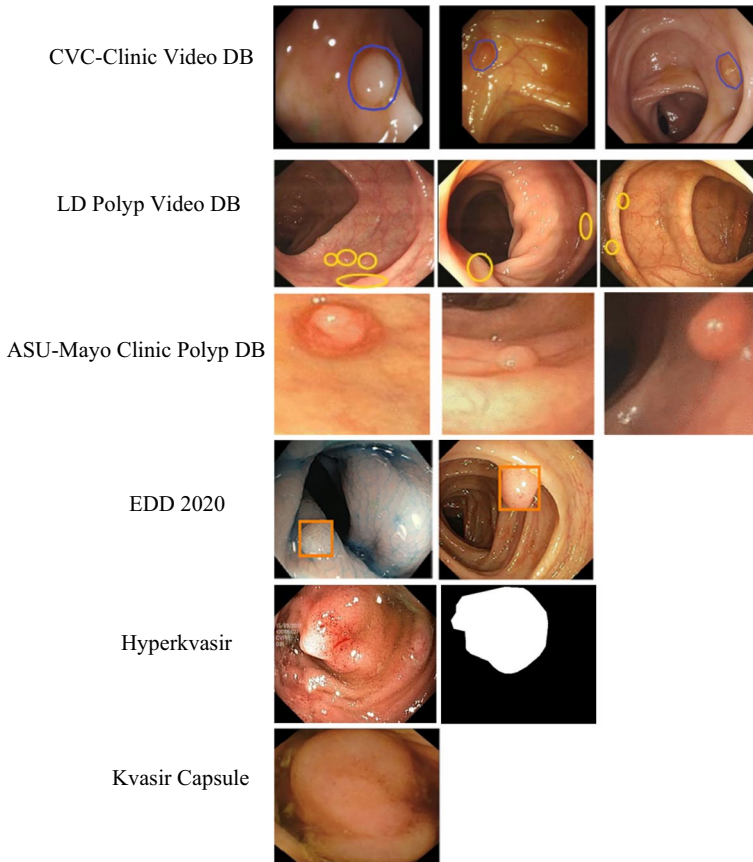 CVC-Clinic Video DB
LD Polyp Video DB
ASU-Mayo Clinic Polyp DB
EDD 2020
Hyperkvasir
Kvasir Capsule